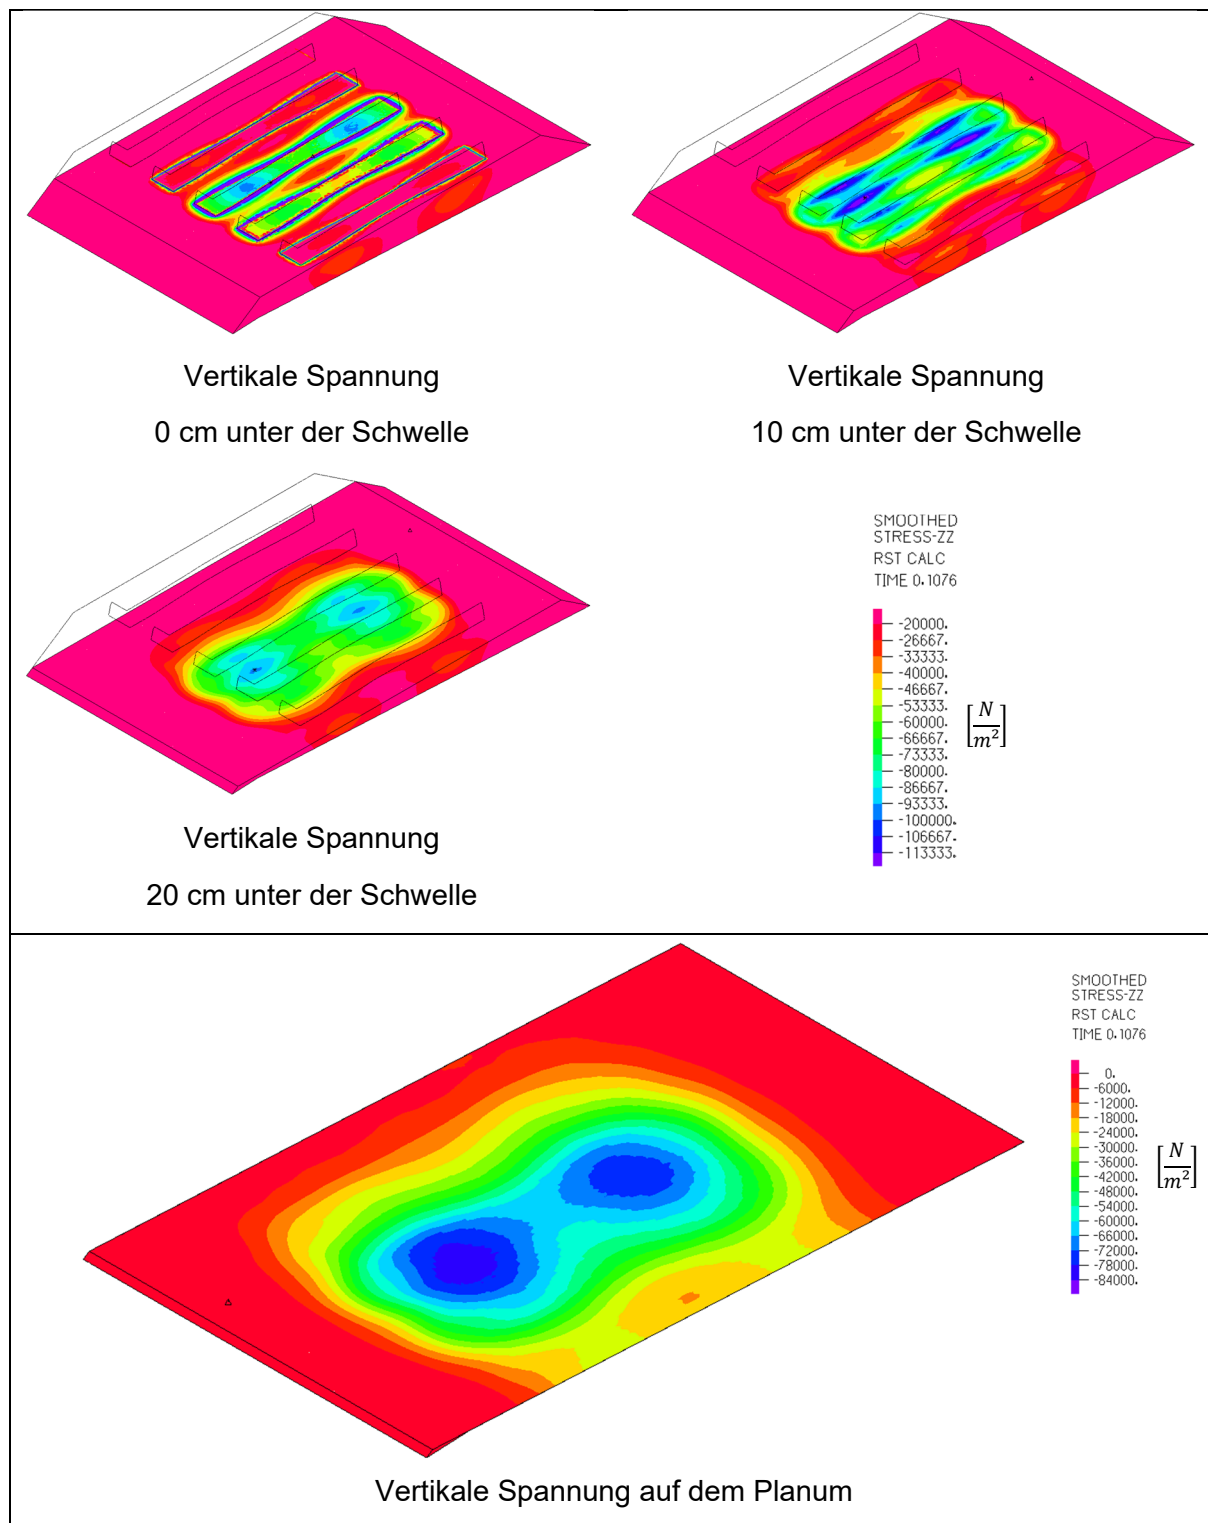 Vertikale Spannung
0 cm unter der Schwelle
Vertikale Spannung
10 cm unter der Schwelle
Vertikale Spannung
20 cm unter der Schwelle
SMOOTHED
STRESS-ZZ
RST CALC
TIME 0.1076
-20000.
-26667.
-33333.
-40000.
-46667.
-53333.
-60000.
-66667.
-73333.
-80000.
-86667.
-93333.
-100000.
-106667.
-113333.
[N/m²]
SMOOTHED
STRESS-ZZ
RST CALC
TIME 0.1076
0.
-6000.
-12000.
-18000.
-24000.
-30000.
-36000.
-42000.
-48000.
-54000.
-60000.
-66000.
-72000.
-78000.
-84000.
[N/m²]
Vertikale Spannung auf dem Planum